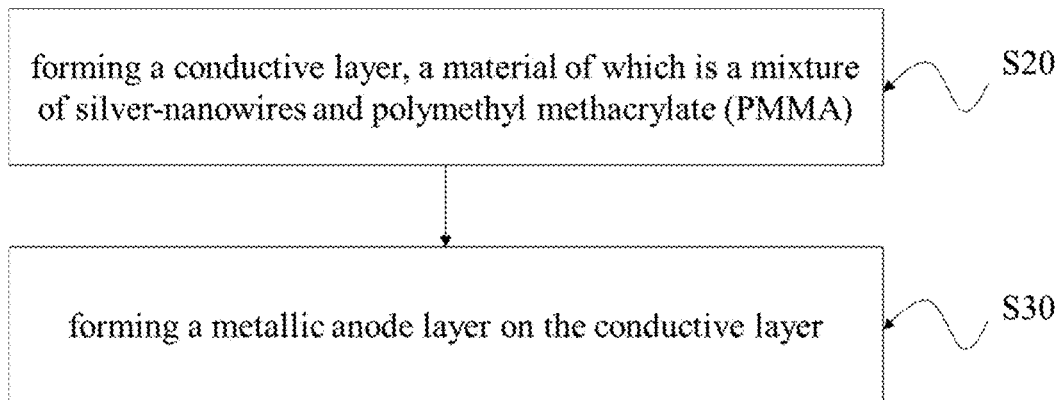 forming a conductive layer, a material of which is a mixture
of silver-nanowires and polymethyl methacrylate (PMMA)
S20
forming a metallic anode layer on the conductive layer
S30